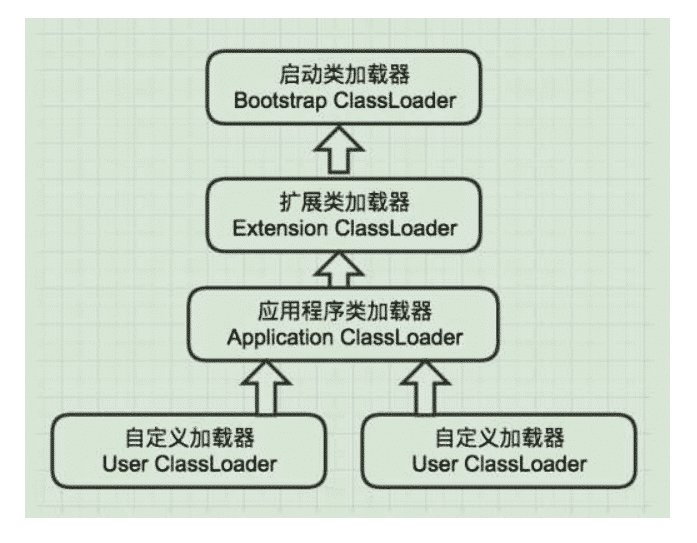 启动类加载器
Bootstrap ClassLoader
扩展类加载器
Extension ClassLoader
应用程序类加载器
Application ClassLoader
自定义加载器
User ClassLoader
自定义加载器
User ClassLoader